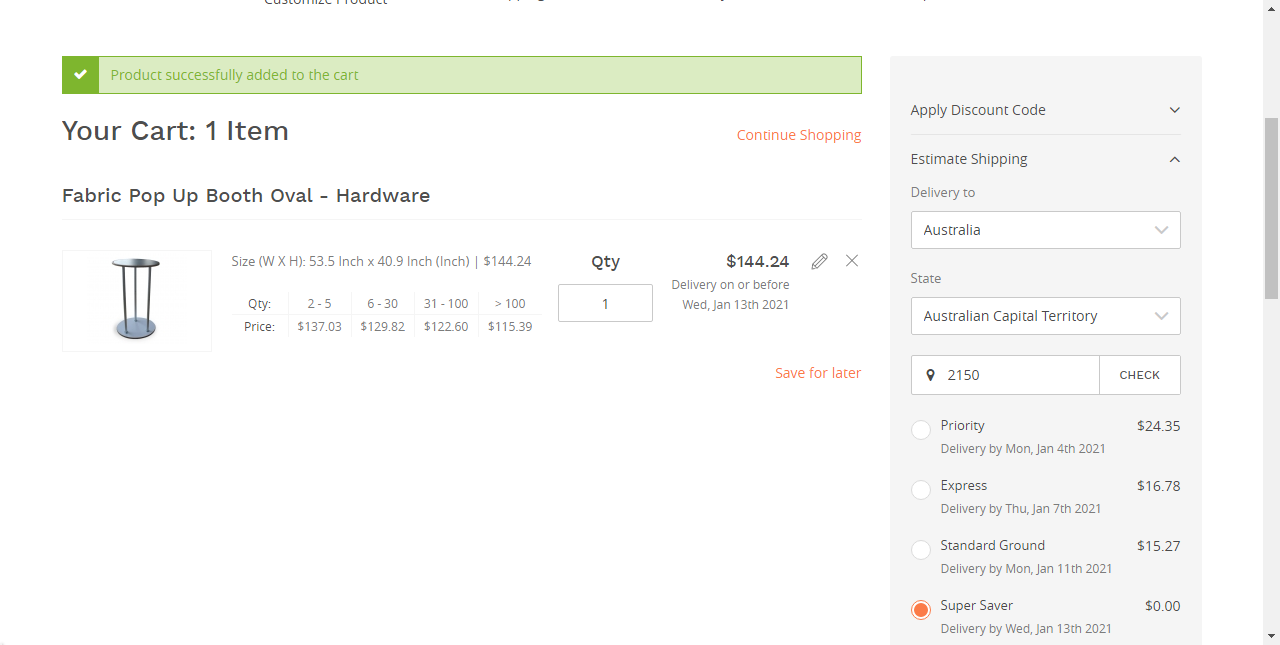 Customize Product
Product successfully added to the cart
Your Cart: 1 Item
Continue Shopping
Fabric Pop Up Booth Oval - Hardware
Size (W X H): 53.5 Inch x 40.9 Inch (Inch) | $144.24
Qty: 2 - 5 6 - 30 31 - 100 > 100
Price: $137.03 $129.82 $122.60 $115.39
Qty
1
$144.24
Delivery on or before
Wed, Jan 13th 2021
Save for later
Apply Discount Code
Estimate Shipping
Delivery to
Australia
State
Australian Capital Territory
2150 CHECK
Priority $24.35
Delivery by Mon, Jan 4th 2021
Express $16.78
Delivery by Thu, Jan 7th 2021
Standard Ground $15.27
Delivery by Mon, Jan 11th 2021
Super Saver $0.00
Delivery by Wed, Jan 13th 2021